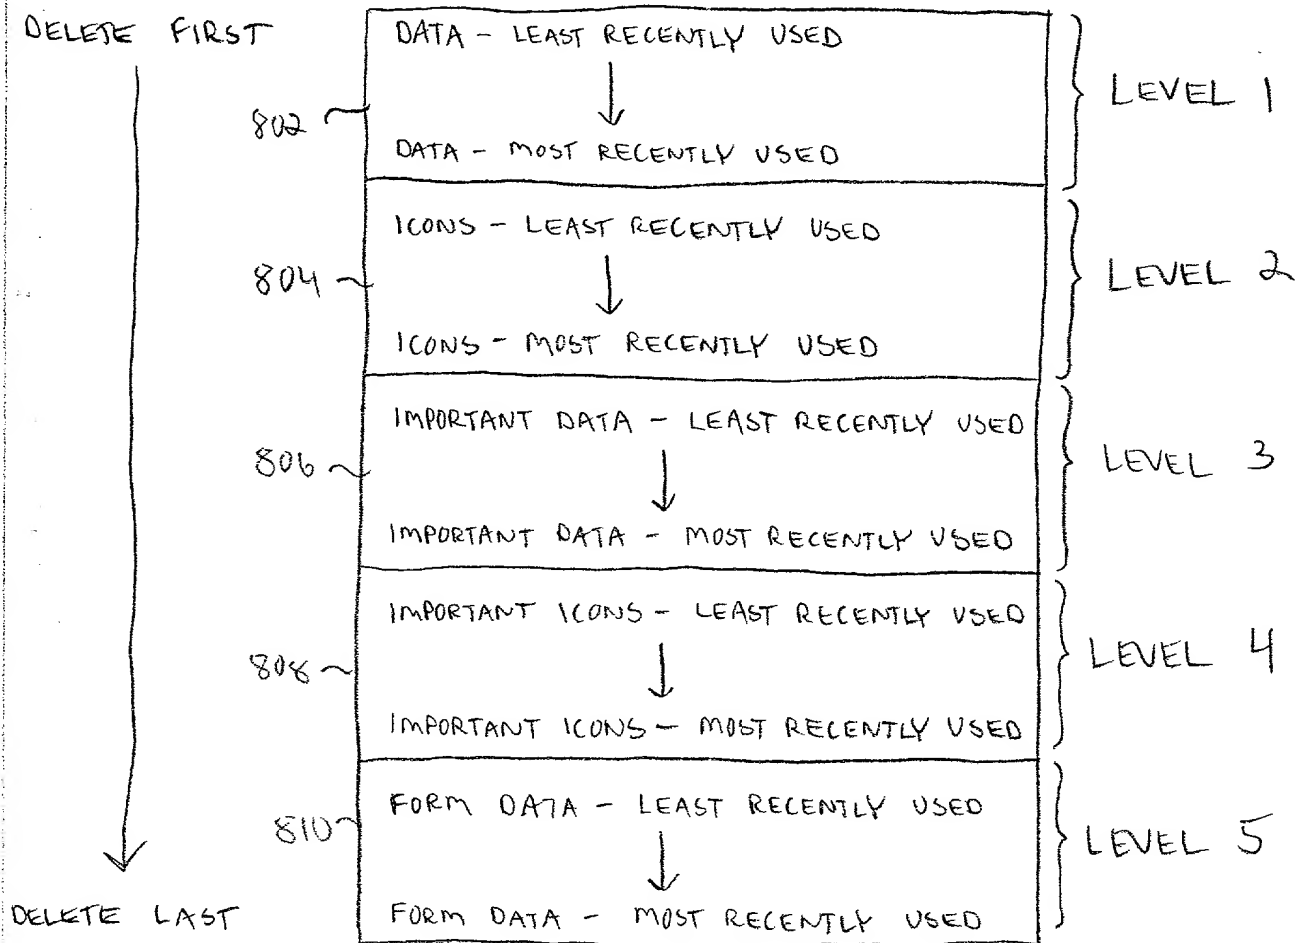 DELETE FIRST
DATA - LEAST RECENTLY USED
LEVEL 1
802
DATA - MOST RECENTLY USED
ICONS - LEAST RECENTLY USED
804
LEVEL 2
ICONS - MOST RECENTLY USED
IMPORTANT DATA - LEAST RECENTLY USED
806
LEVEL 3
IMPORTANT DATA - MOST RECENTLY USED
IMPORTANT ICONS - LEAST RECENTLY USED
808
LEVEL 4
IMPORTANT ICONS - MOST RECENTLY USED
FORM DATA - LEAST RECENTLY USED
810
LEVEL 5
DELETE LAST
FORM DATA - MOST RECENTLY USED